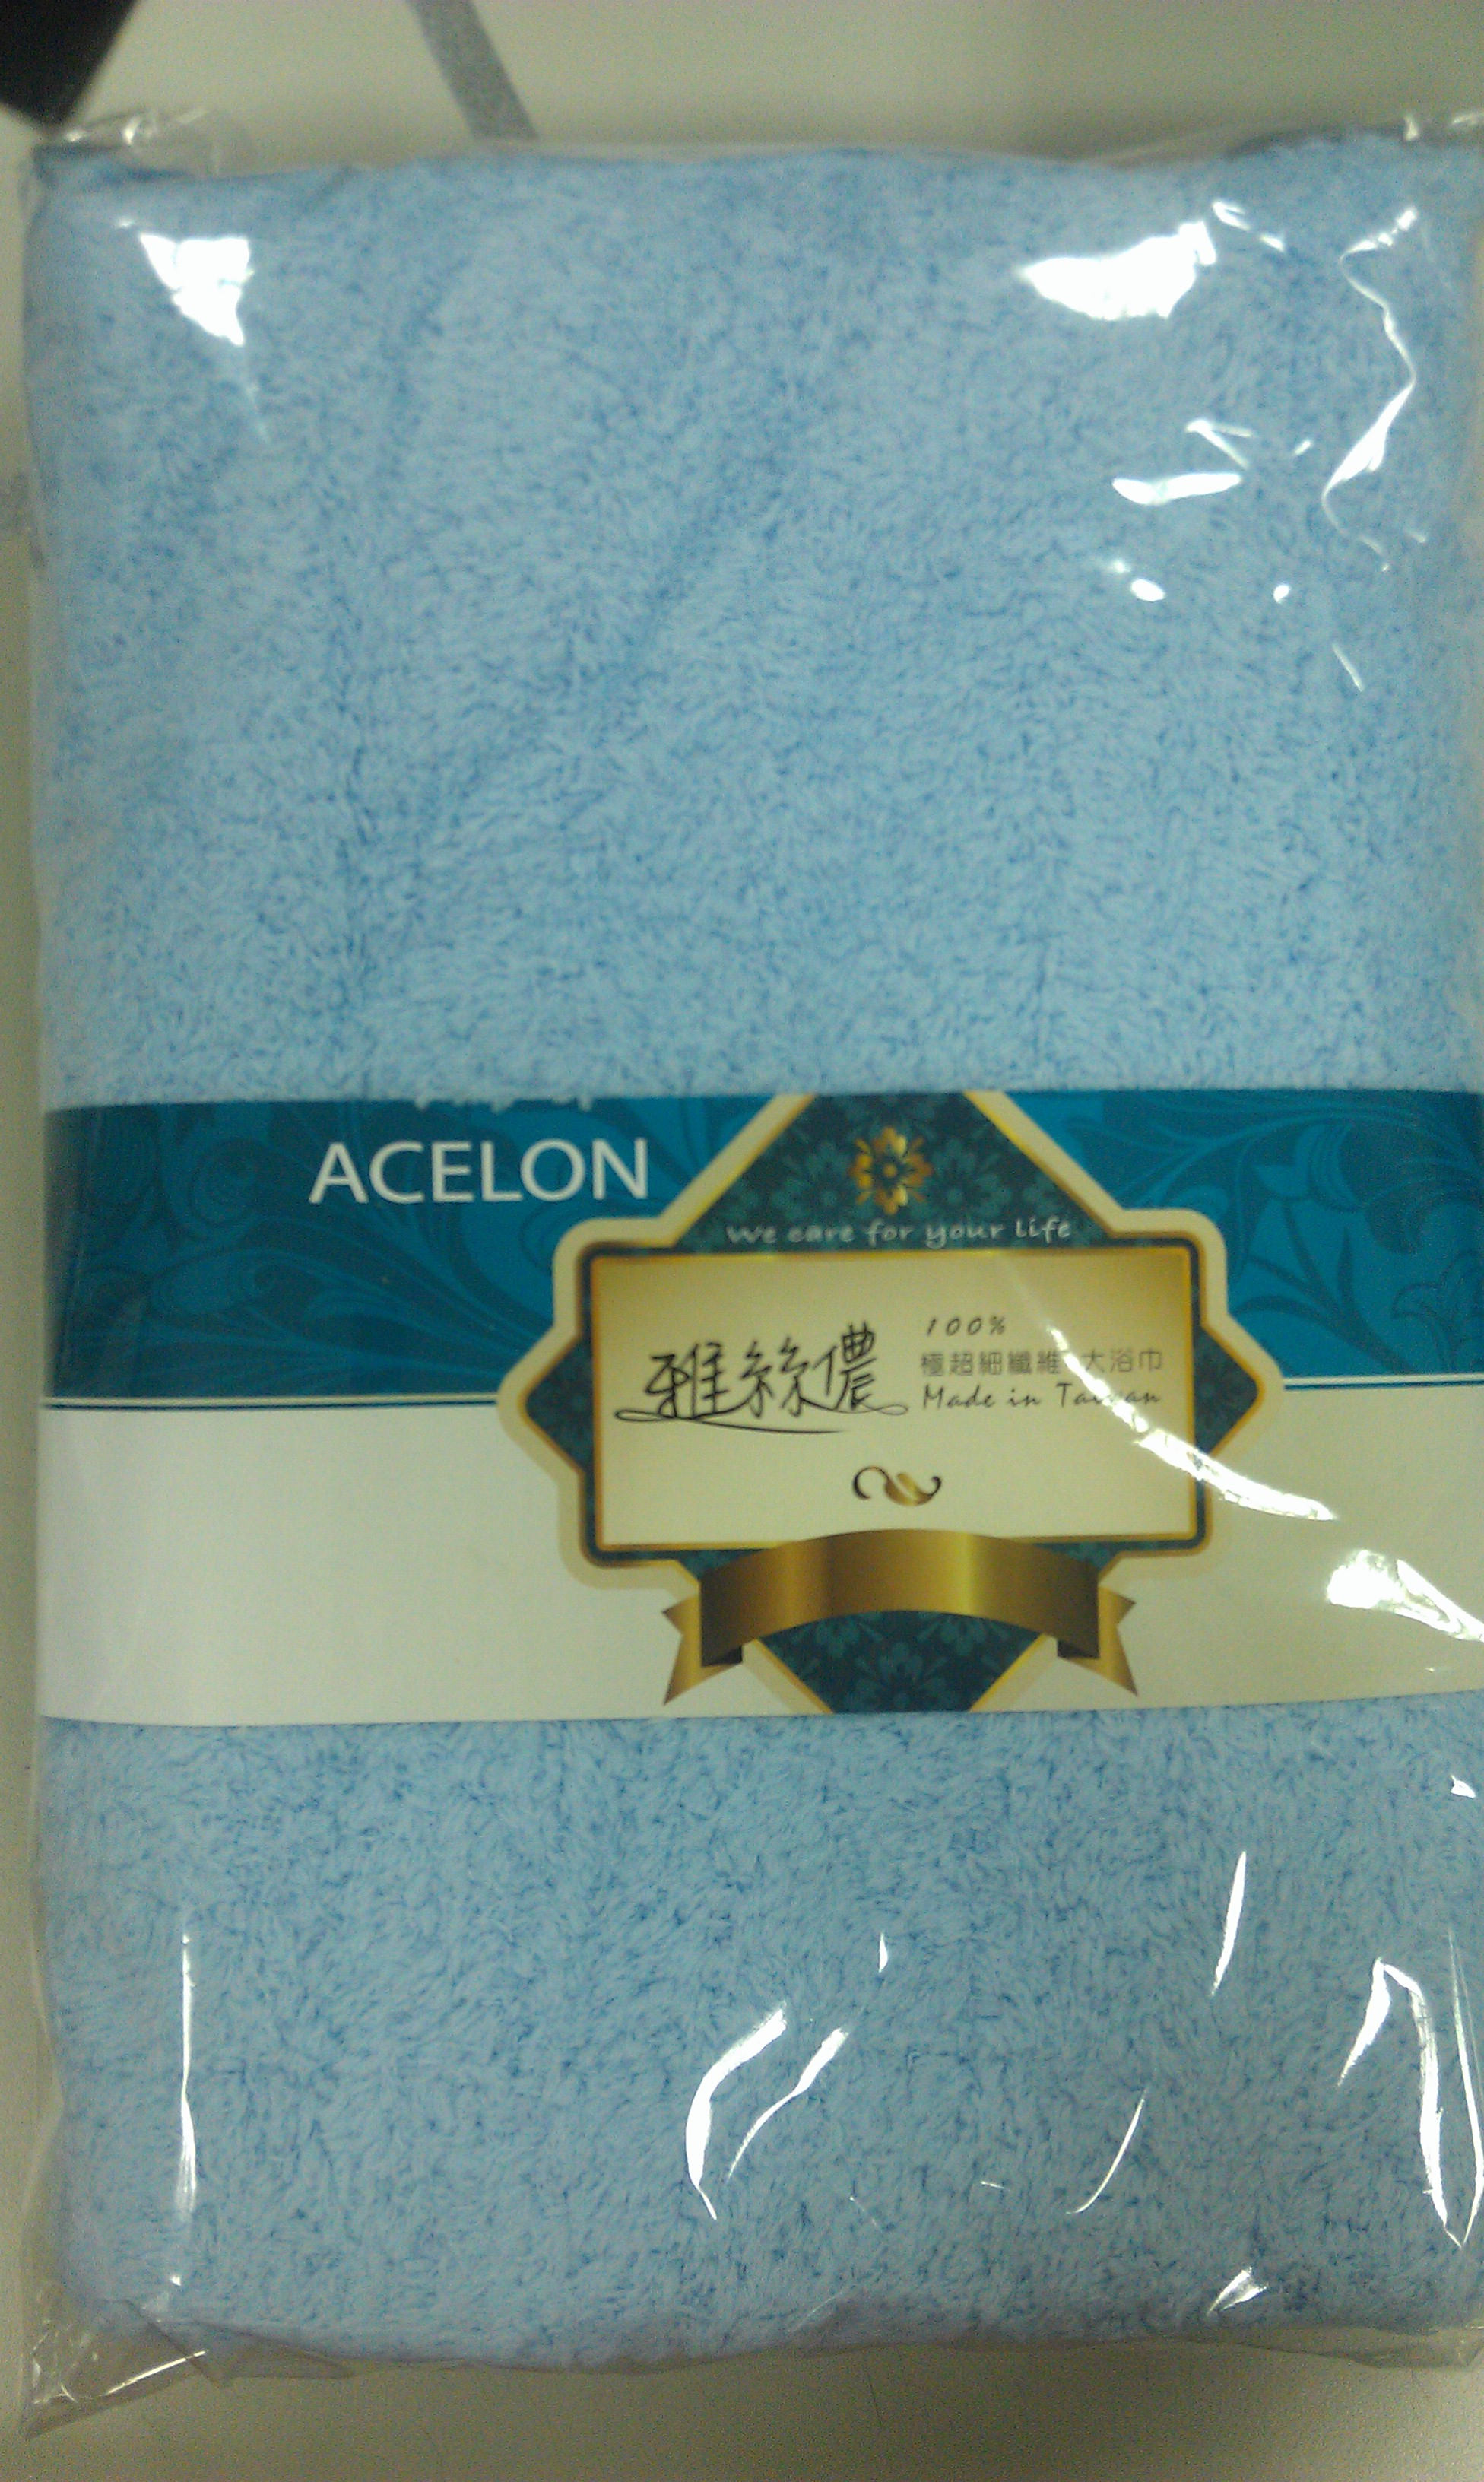 ACELON
We care for your life
雅絲儂
100%
極超細纖維 大浴巾
Made in Taiwan